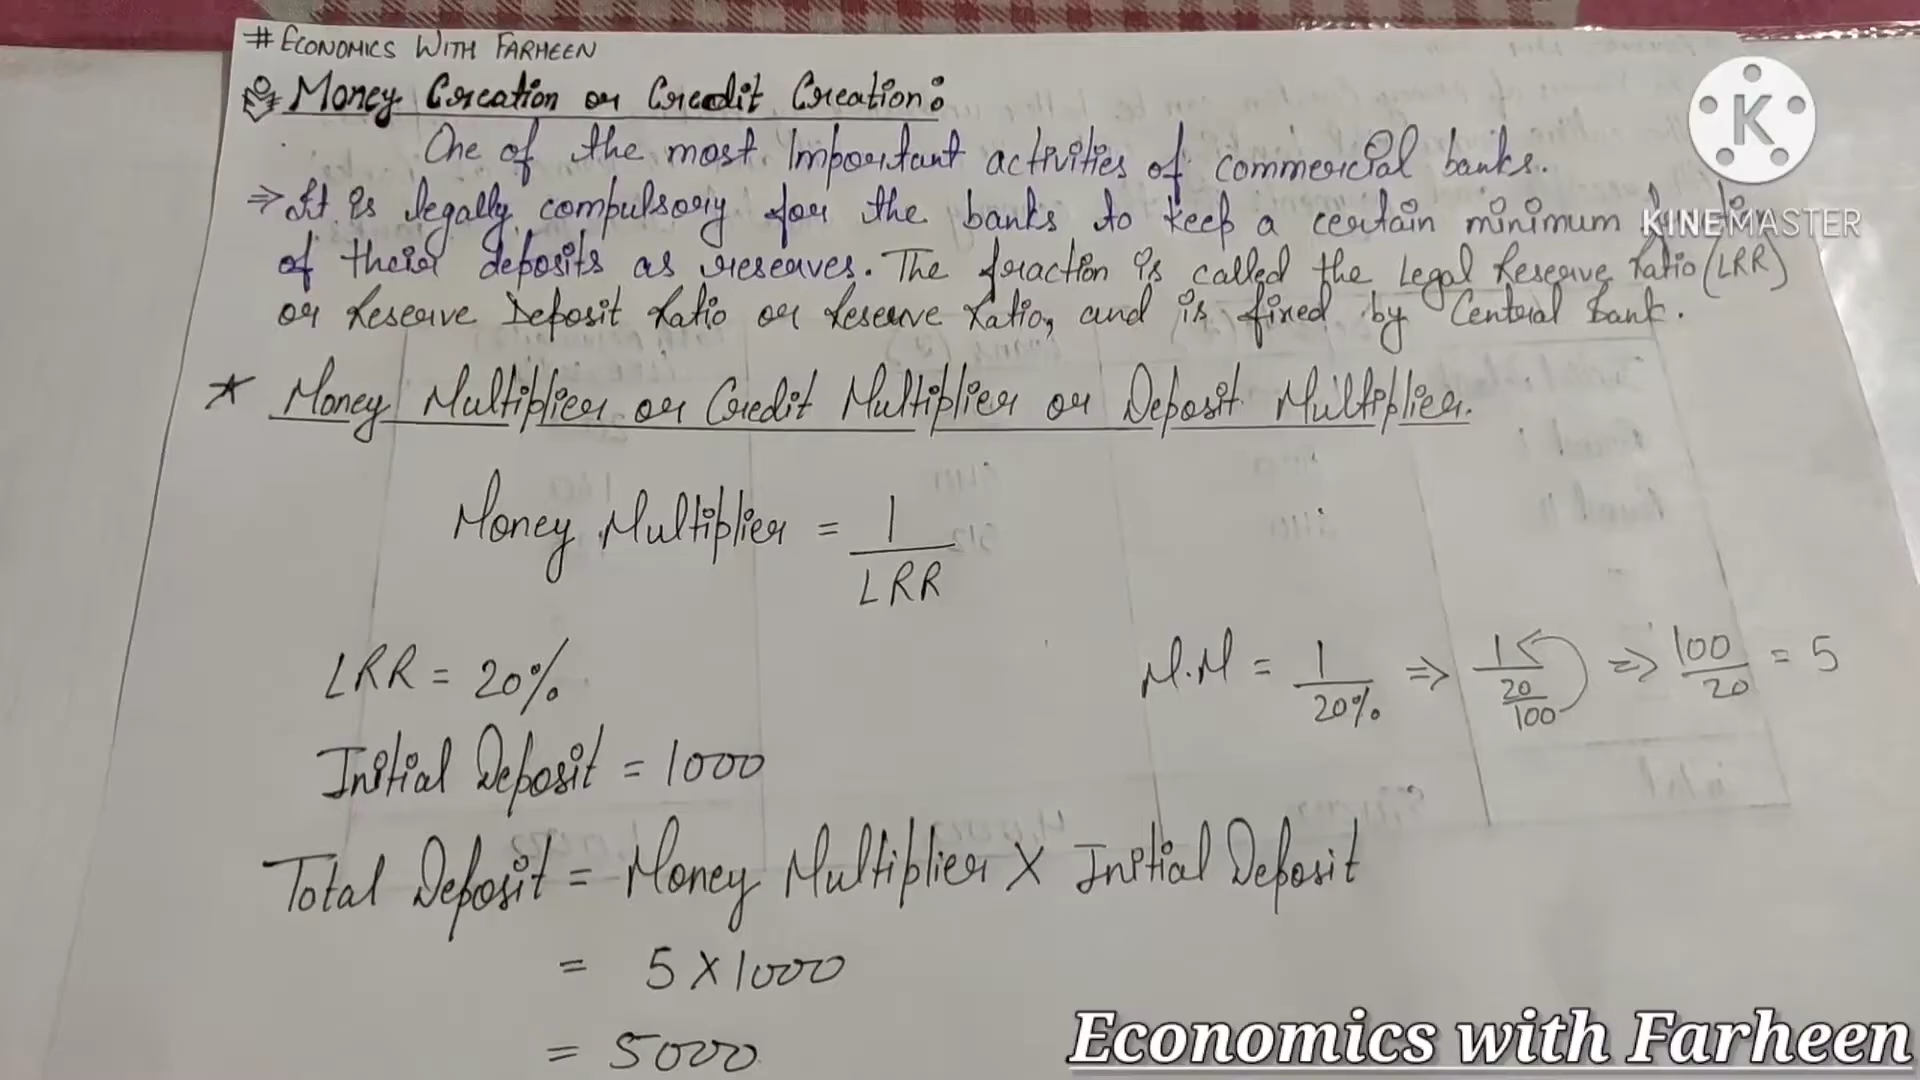 # ECONOMICS WITH FARHEEN
Money Creation or Credit Creation:
One of the most Important activities of commercial banks.
⇒ It is legally compulsory for the banks to keep a certain minimum
of their deposits as reserves. The fraction is called the Legal Reserve Ratio (LRR)
or Reserve Deposit Ratio or Reserve Ratio, and is fixed by Central Bank.
★ Money Multiplier or Credit Multiplier or Deposit Multiplier.
Money Multiplier = 1/LRR
LRR = 20%
M.M = 1/20% ⇒ 1/(20/100) ⇒ 100/20 = 5
Initial Deposit = 1000
Total Deposit = Money Multiplier X Initial Deposit
= 5 X 1000
= 5000
K
KINEMASTER
Economics with Farheen